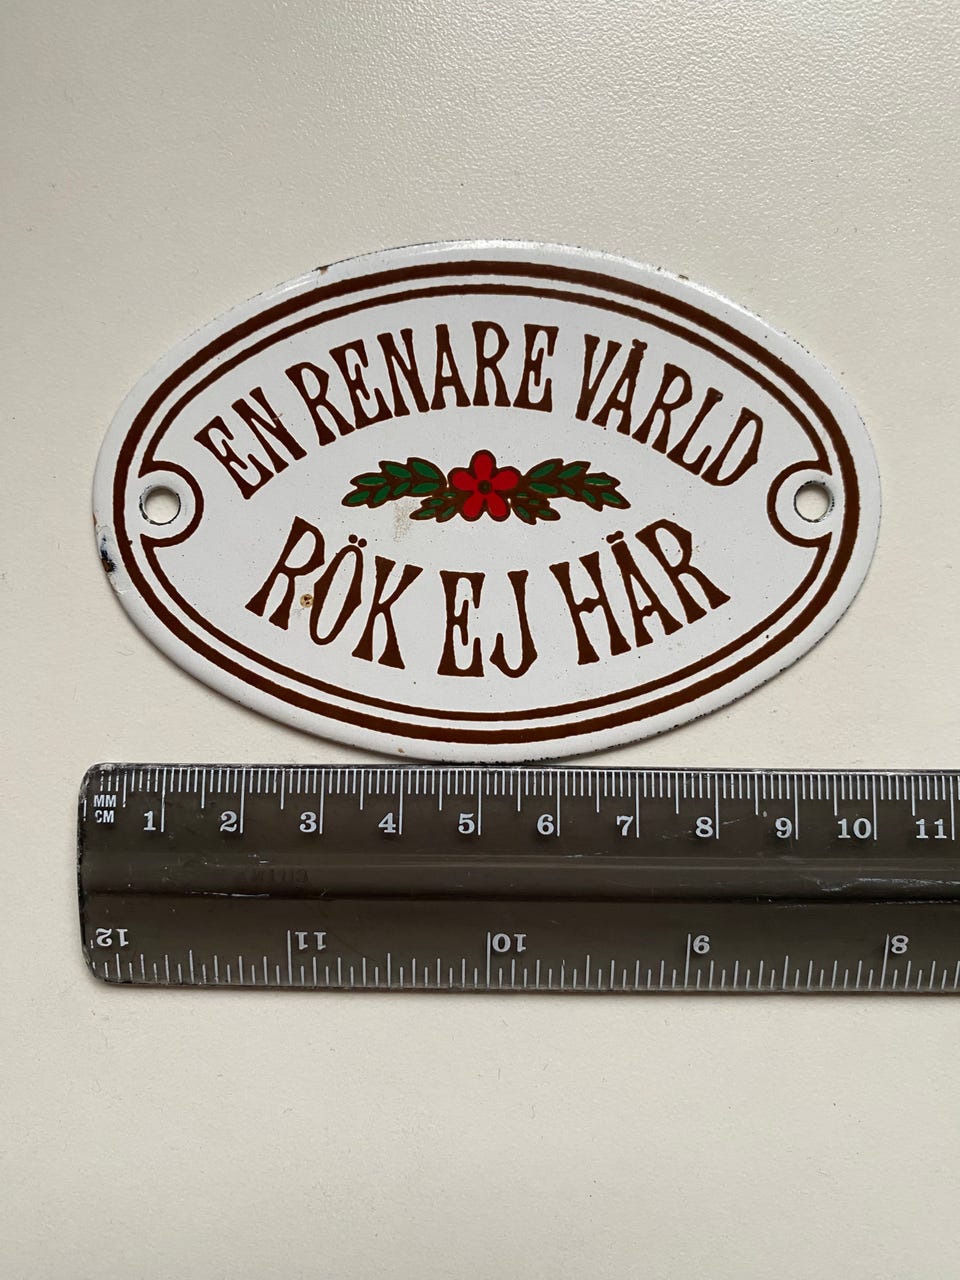 EN RENARE VÄRLD
RÖK EJ HÄR
MM
CM 1 2 3 4 5 6 7 8 9 10 11
12 11 10 9 8